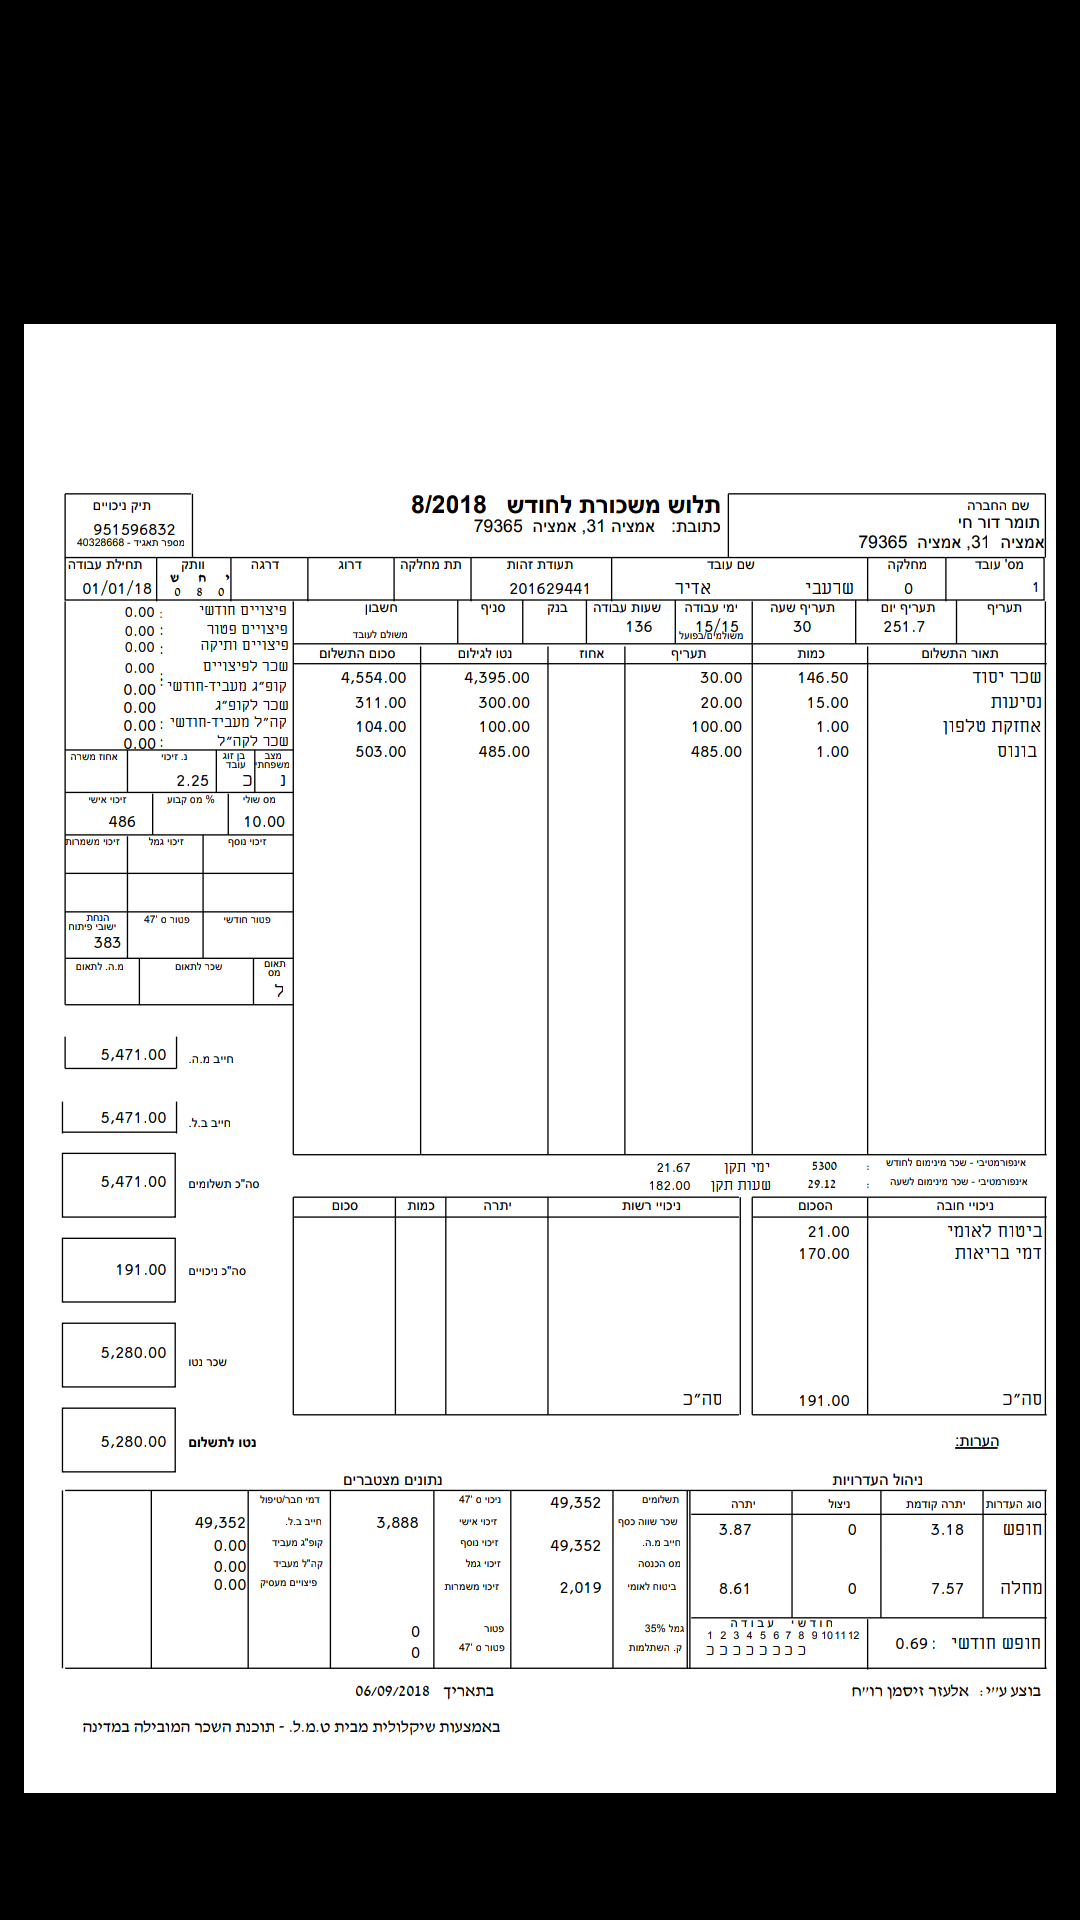 תלוש משכורת לחודש 8/2018
כתובת: אמציה 31, אמציה 79365
שם החברה
תומר דור חי
אמציה 31, אמציה 79365
תיק ניכויים
951596832
מספר תאגיד - 40328668
מס' עובד מחלקה שם עובד תעודת זהות תת מחלקה דרוג דרגה וותק תחילת עבודה
י ח ש
1 0 שרעבי אדיר 201629441 0 8 0 01/01/18
תעריף תעריף יום תעריף שעה ימי עבודה שעות עבודה בנק סניף חשבון
251.7 30 15/15 136
משולמים/בפועל משולם לעובד
תאור התשלום כמות תעריף אחוז נטו לגילום סכום התשלום
שכר יסוד 146.50 30.00 4,395.00 4,554.00
נסיעות 15.00 20.00 300.00 311.00
אחזקת טלפון 1.00 100.00 100.00 104.00
בונוס 1.00 485.00 485.00 503.00
פיצויים חודשי : 0.00
פיצויים פטור : 0.00
פיצויים ותיקה : 0.00
שכר לפיצויים : 0.00
קופ״ג מעביד-חודשי : 0.00
שכר לקופ״ג 0.00
קה״ל מעביד-חודשי : 0.00
שכר לקה״ל : 0.00
מצב משפחתי בן זוג עובד נ. זיכוי אחוז משרה
נ כ 2.25
מס שולי % מס קבוע זיכוי אישי
10.00 486
זיכוי נוסף זיכוי גמל זיכוי משמרות
פטור חודשי פטור ס '47 הנחת ישובי פיתוח
383
תאום מס שכר לתאום מ.ה. לתאום
ל
חייב מ.ה. 5,471.00
חייב ב.ל. 5,471.00
סה"כ תשלומים 5,471.00
סה"כ ניכויים 191.00
שכר נטו 5,280.00
נטו לתשלום 5,280.00
אינפורמטיבי - שכר מינימום לחודש : 5300 ימי תקן 21.67
אינפורמטיבי - שכר מינימום לשעה : 29.12 שעות תקן 182.00
ניכויי חובה הסכום ניכויי רשות יתרה כמות סכום
ביטוח לאומי 21.00
דמי בריאות 170.00
סה״כ 191.00 סה״כ
הערות:
ניהול העדרויות
סוג העדרות יתרה קודמת ניצול יתרה
חופש 3.18 0 3.87
מחלה 7.57 0 8.61
חופש חודשי : 0.69
חודשי עבודה
1 2 3 4 5 6 7 8 9 10 11 12
כ כ כ כ כ כ כ כ
נתונים מצטברים
תשלומים 49,352 ניכוי ס '47 דמי חבר/טיפול
שכר שווה כסף זיכוי אישי 3,888 חייב ב.ל. 49,352
חייב מ.ה. 49,352 זיכוי נוסף קופ"ג מעביד 0.00
מס הכנסה זיכוי גמל קה"ל מעביד 0.00
ביטוח לאומי 2,019 זיכוי משמרות פיצויים מעסיק 0.00
גמל 35% פטור 0
ק. השתלמות פטור ס '47 0
בוצע ע״י : אלעזר זיסמן רו״ח בתאריך 06/09/2018
באמצעות שיקלולית מבית ט.מ.ל. - תוכנת השכר המובילה במדינה